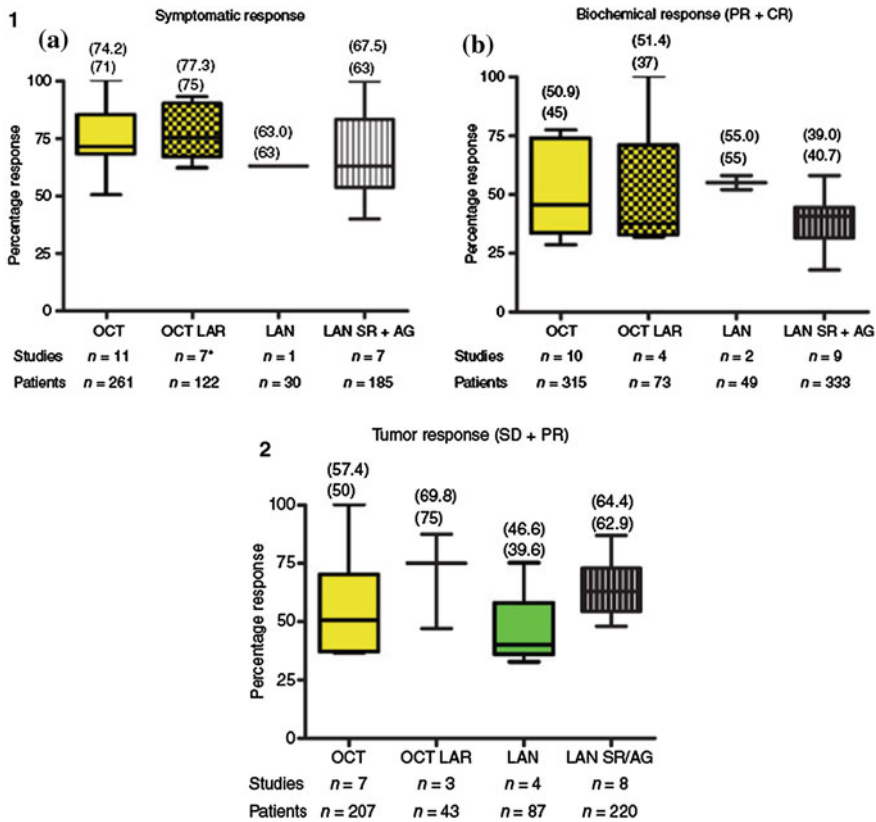 1
Symptomatic response
(a)
(74.2)
(71)
(77.3)
(75)
(63.0)
(63)
(67.5)
(63)
Percentage response
100
75
50
25
0
OCT OCT LAR LAN LAN SR + AG
Studies n = 11 n = 7* n = 1 n = 7
Patients n = 261 n = 122 n = 30 n = 185
Biochemical response (PR + CR)
(b)
(50.9)
(45)
(51.4)
(37)
(55.0)
(55)
(39.0)
(40.7)
Percentage response
100
75
50
25
0
OCT OCT LAR LAN LAN SR + AG
Studies n = 10 n = 4 n = 2 n = 9
Patients n = 315 n = 73 n = 49 n = 333
2
Tumor response (SD + PR)
(57.4)
(50)
(69.8)
(75)
(46.6)
(39.6)
(64.4)
(62.9)
Percentage response
100
75
50
25
0
OCT OCT LAR LAN LAN SR/AG
Studies n = 7 n = 3 n = 4 n = 8
Patients n = 207 n = 43 n = 87 n = 220